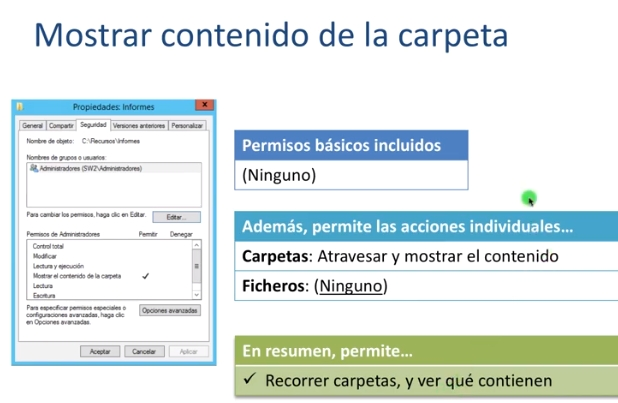 Mostrar contenido de la carpeta
Propiedades: Informes
x
General Compartir Seguridad Versiones anteriores Personalizar
Nombre de objeto: C:\Recursos\Informes
Nombres de grupos o usuarios:
Administradores (SW2\Administradores)
Para cambiar los permisos, haga clic en Editar. Editar...
Permisos de Administradores Permitir Denegar
Control total
Modificar
Lectura y ejecución
Mostrar el contenido de la carpeta ✓
Lectura
Escritura
Para especificar permisos especiales o
configuraciones avanzadas, haga clic
en Opciones avanzadas.
Opciones avanzadas
Aceptar Cancelar Aplicar
Permisos básicos incluidos
(Ninguno)
Además, permite las acciones individuales...
Carpetas: Atravesar y mostrar el contenido
Ficheros: (Ninguno)
En resumen, permite...
✓ Recorrer carpetas, y ver qué contienen